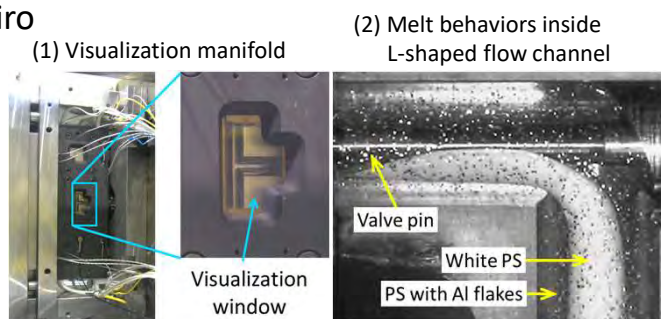 iro
(1) Visualization manifold
(2) Melt behaviors inside
L-shaped flow channel
Valve pin
White PS
PS with Al flakes
Visualization
window